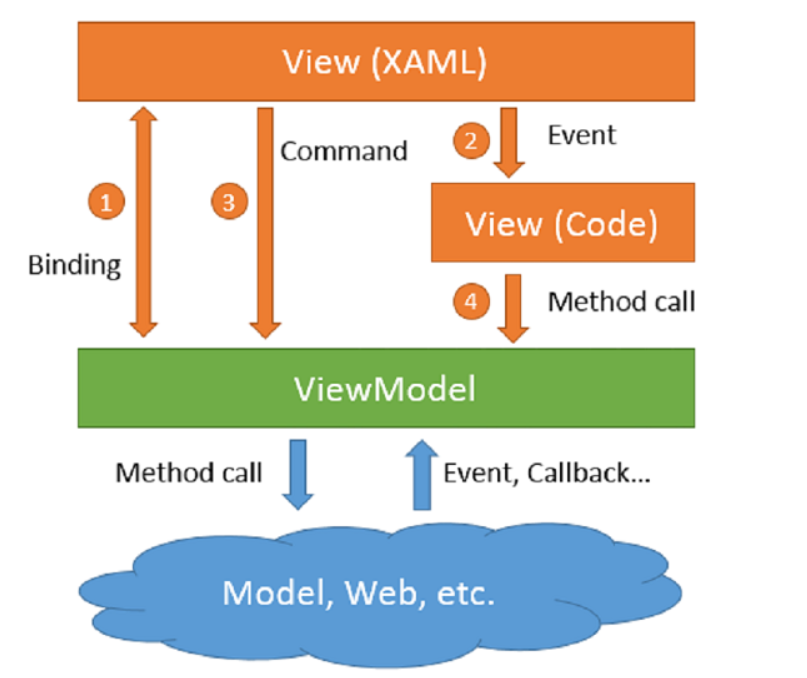 View (XAML)
2
Event
Command
1
3
View (Code)
Binding
4
Method call
ViewModel
Method call
Event, Callback...
Model, Web, etc.